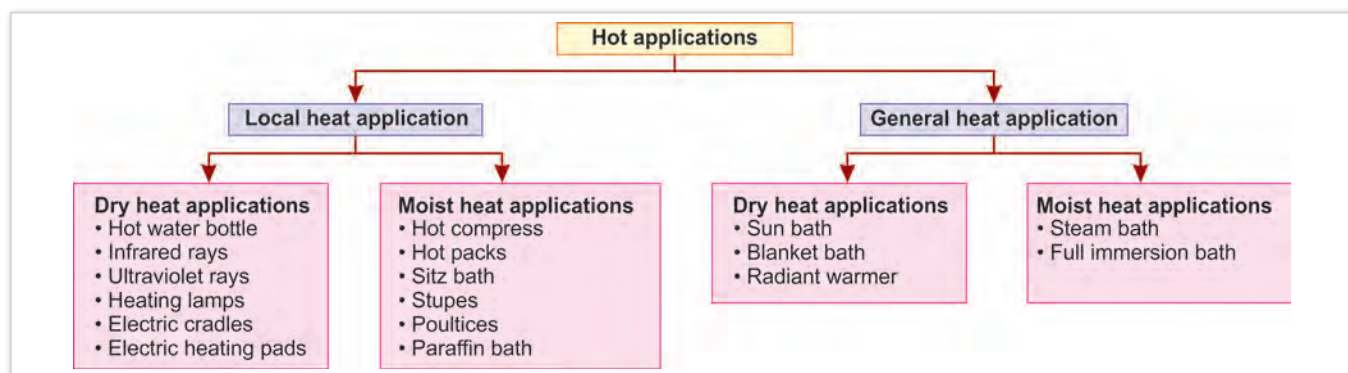 Hot applications
Local heat application
General heat application
Dry heat applications
• Hot water bottle
• Infrared rays
• Ultraviolet rays
• Heating lamps
• Electric cradles
• Electric heating pads
Moist heat applications
• Hot compress
• Hot packs
• Sitz bath
• Stupes
• Poultices
• Paraffin bath
Dry heat applications
• Sun bath
• Blanket bath
• Radiant warmer
Moist heat applications
• Steam bath
• Full immersion bath